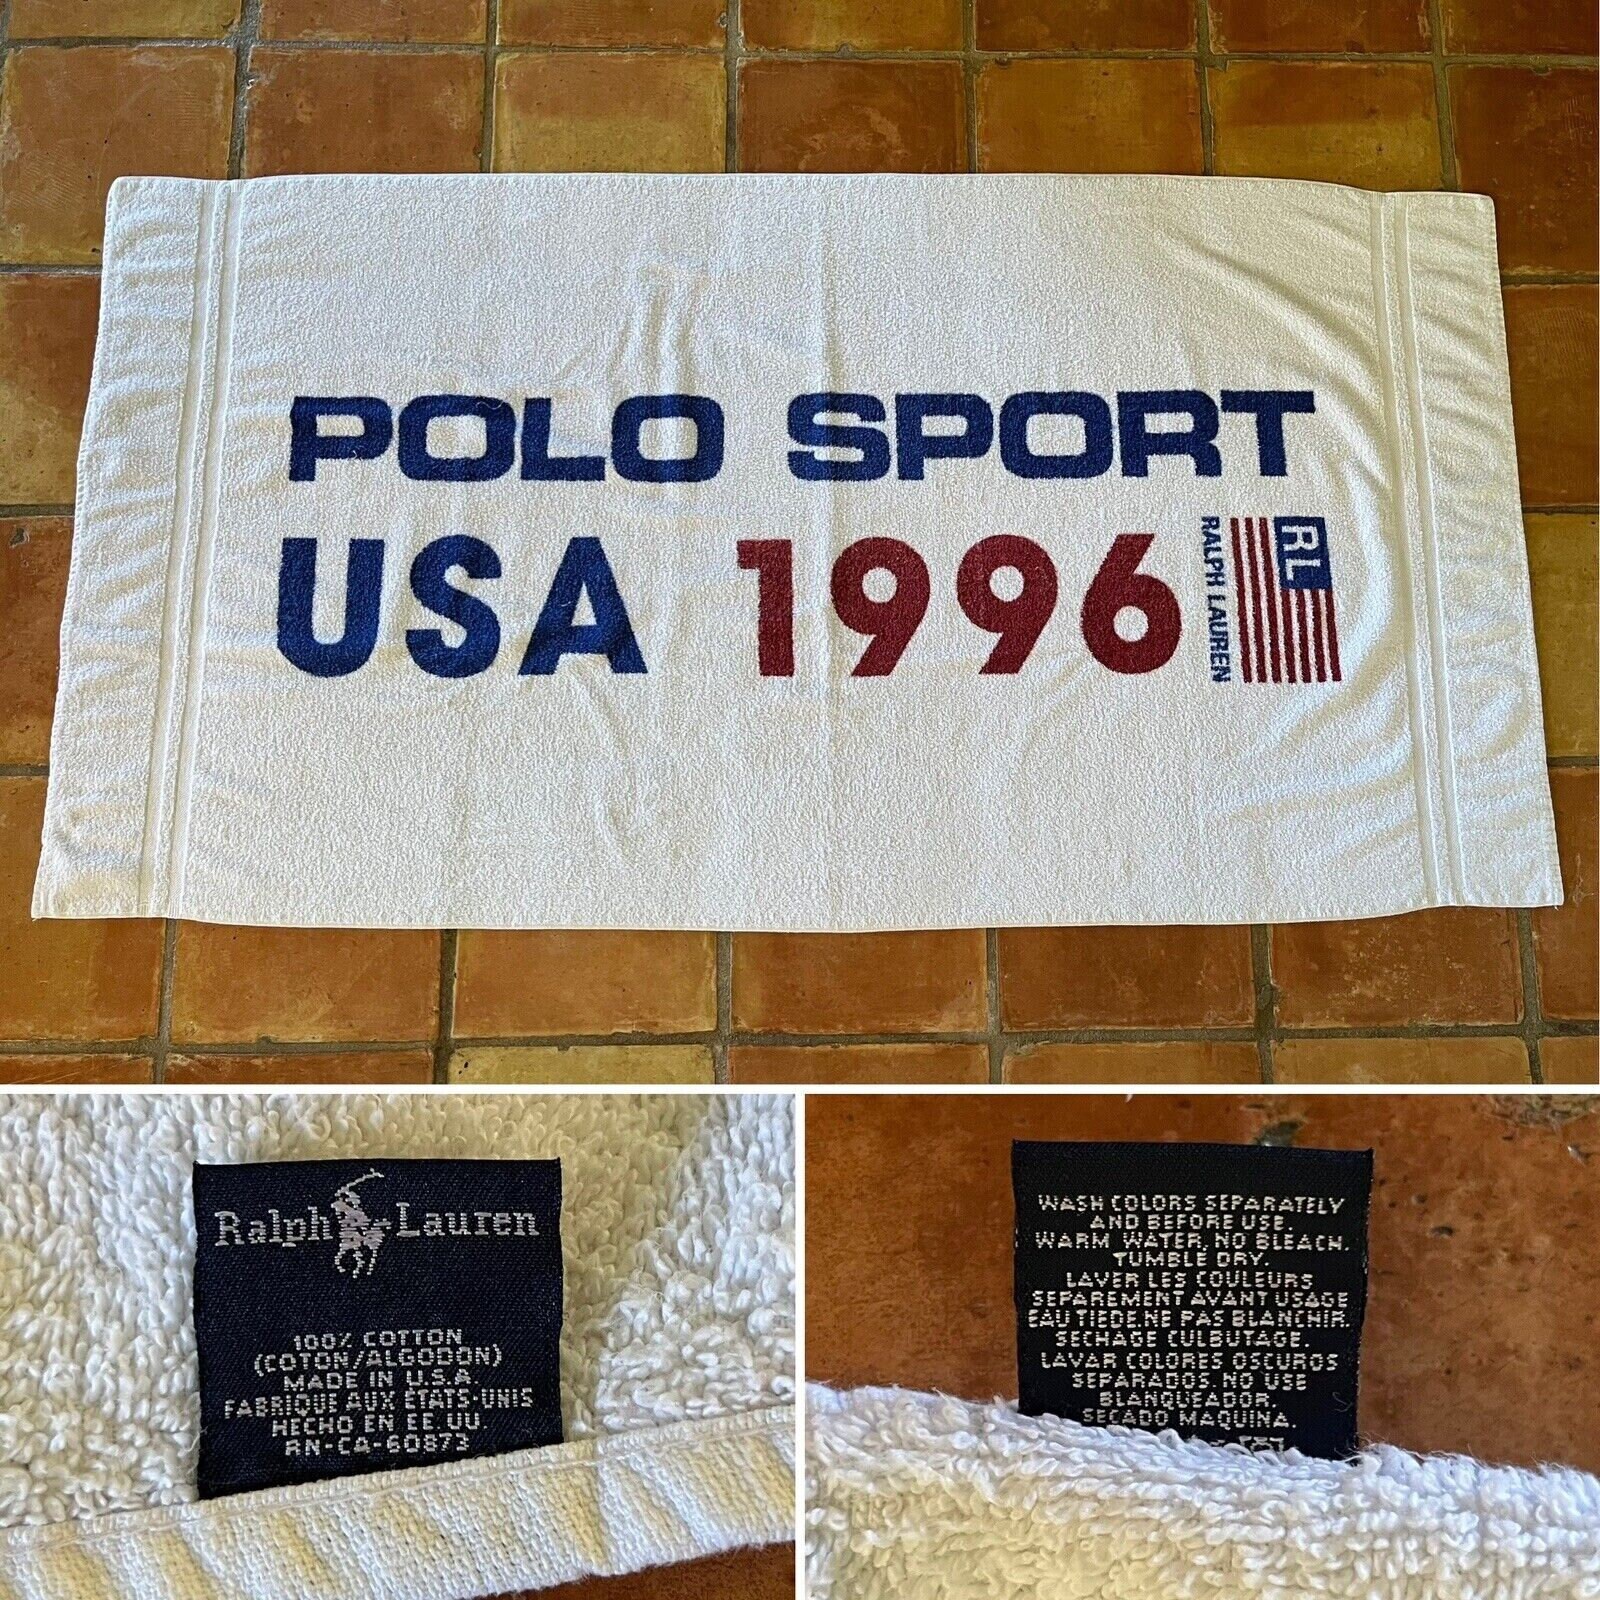 POLO SPORT
USA 1996
RL
RALPH LAUREN
Ralph Lauren
100% COTTON
(COTON/ALGODON)
MADE IN U.S.A
FABRIQUE AUX ÉTATS-UNIS
HECHO EN EE. UU.
RN-CA-60873
WASH COLORS SEPARATELY
AND BEFORE USE.
WARM WATER, NO BLEACH.
TUMBLE DRY.
LAVER LES COULEURS
SEPAREMENT AVANT USAGE
EAU TIEDE.NE PAS BLANCHIR.
SECHAGE CULBUTAGE.
LAVAR COLORES OSCUROS
SEPARADOS. NO USE
BLANQUEADOR.
SECADO MAQUINA.